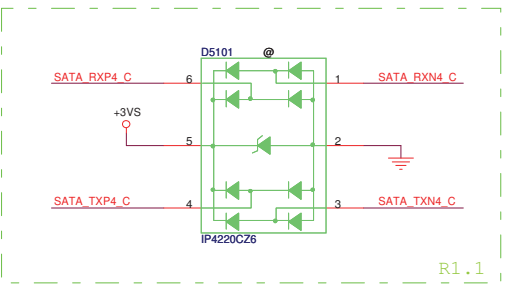 D5101 @
SATA_RXP4_C 6 1 SATA_RXN4_C
+3VS
5 2
SATA_TXP4_C 4 3 SATA_TXN4_C
IP4220CZ6
R1.1